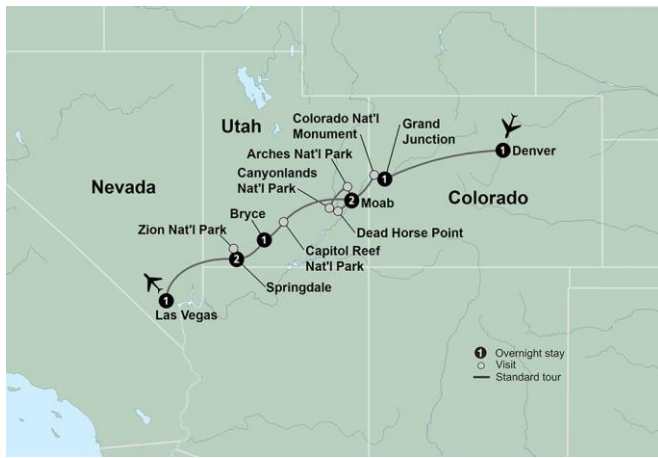 Utah
Colorado Nat'l
Monument
Grand
Junction
1
Denver
Arches Nat'l Park
1
Canyonlands
Nat'l Park
Nevada
2
Moab
Colorado
Bryce
Zion Nat'l Park
1
Dead Horse Point
Capitol Reef
Nat'l Park
2
Springdale
1
Las Vegas
1 Overnight stay
Visit
Standard tour